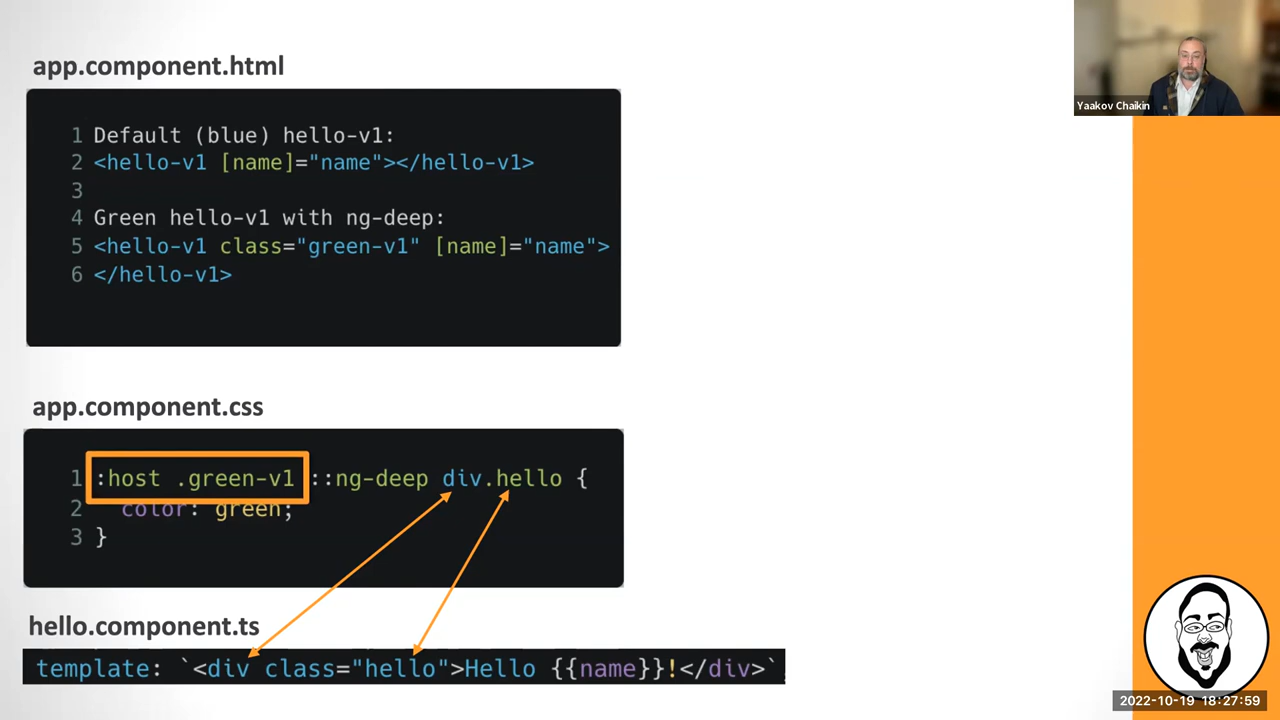 app.component.html
1 Default (blue) hello-v1:
2 <hello-v1 [name]="name"></hello-v1>
3
4 Green hello-v1 with ng-deep:
5 <hello-v1 class="green-v1" [name]="name">
6 </hello-v1>
app.component.css
1 :host .green-v1 ::ng-deep div.hello {
2 color: green;
3 }
hello.component.ts
template: `<div class="hello">Hello {{name}}!</div>`
Yaakov Chaikin
2022-10-19 18:27:59